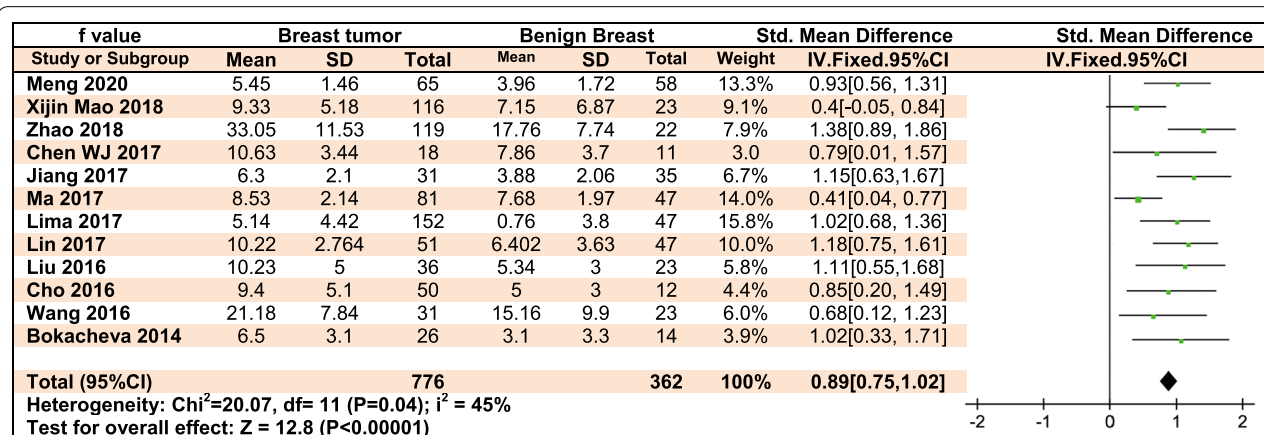 f value Breast tumor Benign Breast Std. Mean Difference Std. Mean Difference
Study or Subgroup Mean SD Total Mean SD Total Weight IV.Fixed.95%CI IV.Fixed.95%CI
Meng 2020 5.45 1.46 65 3.96 1.72 58 13.3% 0.93[0.56, 1.31]
Xijin Mao 2018 9.33 5.18 116 7.15 6.87 23 9.1% 0.4[-0.05, 0.84]
Zhao 2018 33.05 11.53 119 17.76 7.74 22 7.9% 1.38[0.89, 1.86]
Chen WJ 2017 10.63 3.44 18 7.86 3.7 11 3.0 0.79[0.01, 1.57]
Jiang 2017 6.3 2.1 31 3.88 2.06 35 6.7% 1.15[0.63,1.67]
Ma 2017 8.53 2.14 81 7.68 1.97 47 14.0% 0.41[0.04, 0.77]
Lima 2017 5.14 4.42 152 0.76 3.8 47 15.8% 1.02[0.68, 1.36]
Lin 2017 10.22 2.764 51 6.402 3.63 47 10.0% 1.18[0.75, 1.61]
Liu 2016 10.23 5 36 5.34 3 23 5.8% 1.11[0.55,1.68]
Cho 2016 9.4 5.1 50 5 3 12 4.4% 0.85[0.20, 1.49]
Wang 2016 21.18 7.84 31 15.16 9.9 23 6.0% 0.68[0.12, 1.23]
Bokacheva 2014 6.5 3.1 26 3.1 3.3 14 3.9% 1.02[0.33, 1.71]
Total (95%CI) 776 362 100% 0.89[0.75,1.02]
Heterogeneity: Chi²=20.07, df= 11 (P=0.04); i² = 45%
Test for overall effect: Z = 12.8 (P<0.00001)
-2 -1 0 1 2